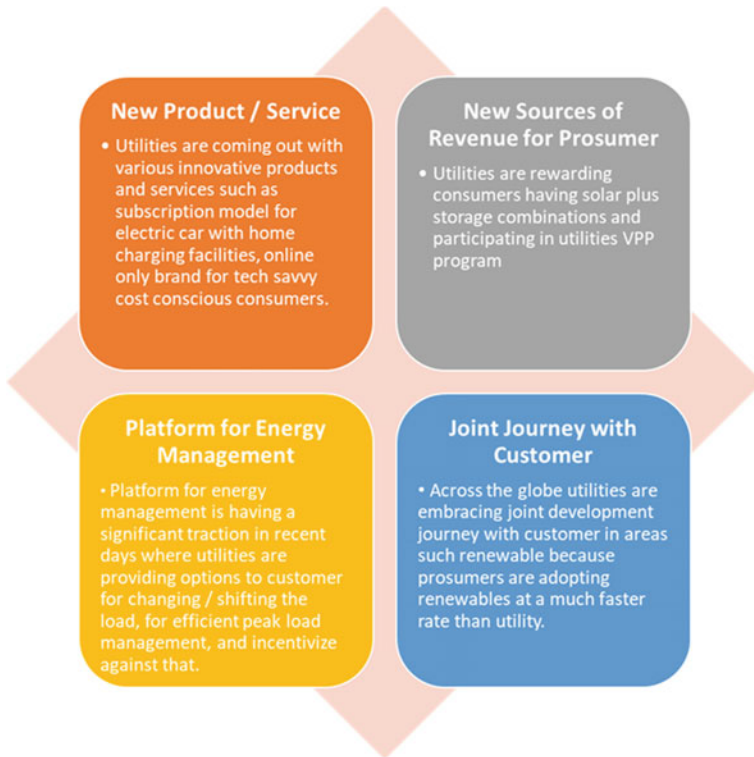 New Product / Service
• Utilities are coming out with
various innovative products
and services such as
subscription model for
electric car with home
charging facilities, online
only brand for tech savvy
cost conscious consumers.
New Sources of
Revenue for Prosumer
• Utilities are rewarding
consumers having solar plus
storage combinations and
participating in utilities VPP
program
Platform for Energy
Management
• Platform for energy
management is having a
significant traction in recent
days where utilities are
providing options to customer
for changing / shifting the
load, for efficient peak load
management, and incentivize
against that.
Joint Journey with
Customer
• Across the globe utilities are
embracing joint development
journey with customer in areas
such renewable because
prosumers are adopting
renewables at a much faster
rate than utility.